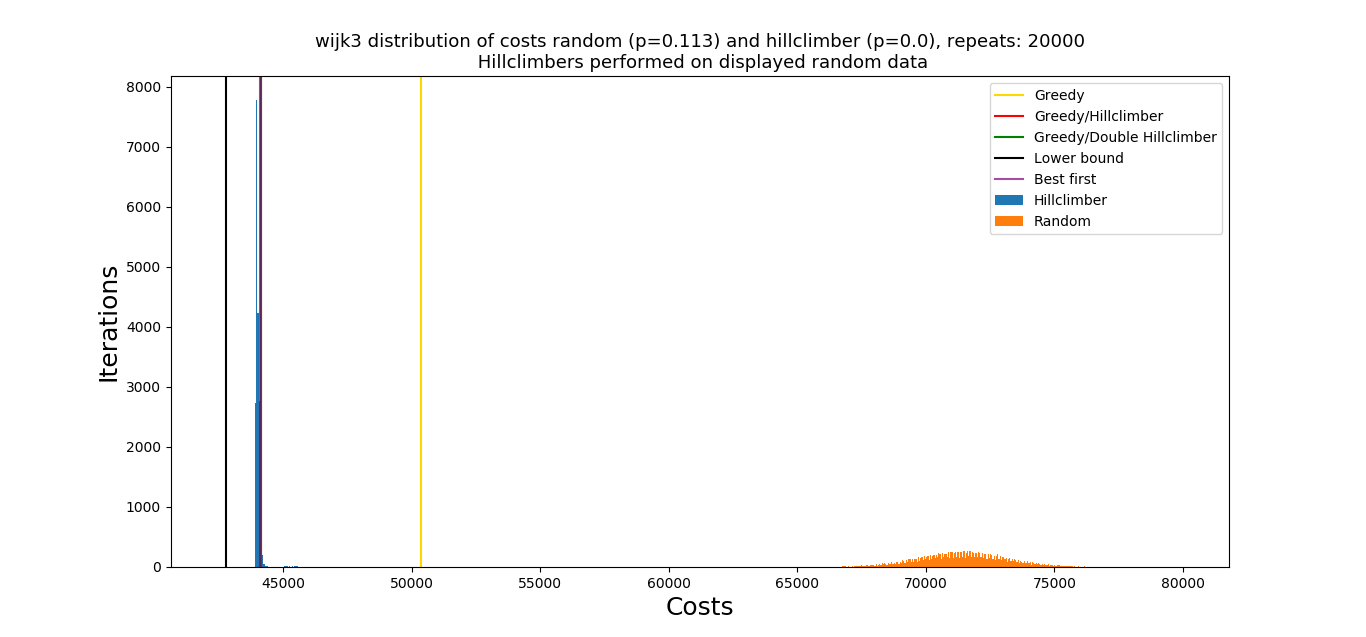 wijk3 distribution of costs random (p=0.113) and hillclimber (p=0.0), repeats: 20000
Hillclimbers performed on displayed random data
8000
7000
6000
5000
4000
3000
2000
1000
0
Iterations
Greedy
Greedy/Hillclimber
Greedy/Double Hillclimber
Lower bound
Best first
Hillclimber
Random
45000 50000 55000 60000 65000 70000 75000 80000
Costs